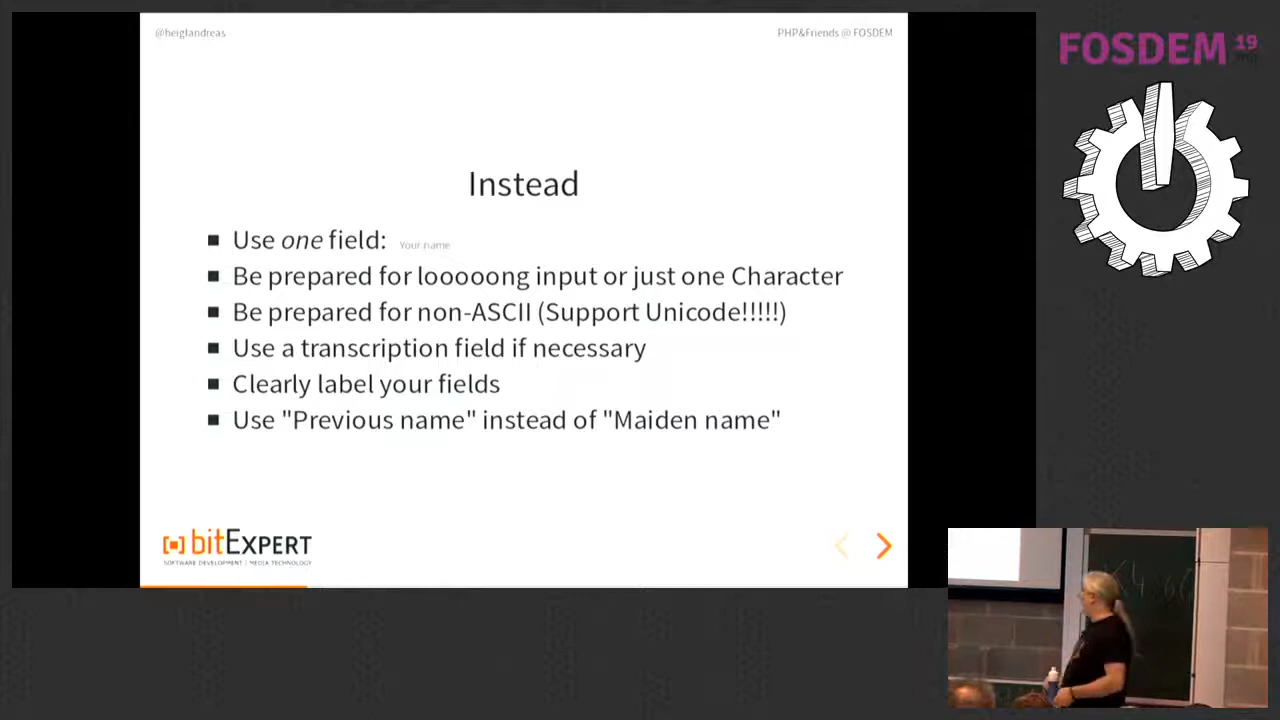 @heiglandreas
PHP&Friends @ FOSDEM
FOSDEM 19
Instead
Use one field: Your name
Be prepared for looooong input or just one Character
Be prepared for non-ASCII (Support Unicode!!!!!)
Use a transcription field if necessary
Clearly label your fields
Use "Previous name" instead of "Maiden name"
bitExpert
SOFTWARE DEVELOPMENT | MEDIA TECHNOLOGY